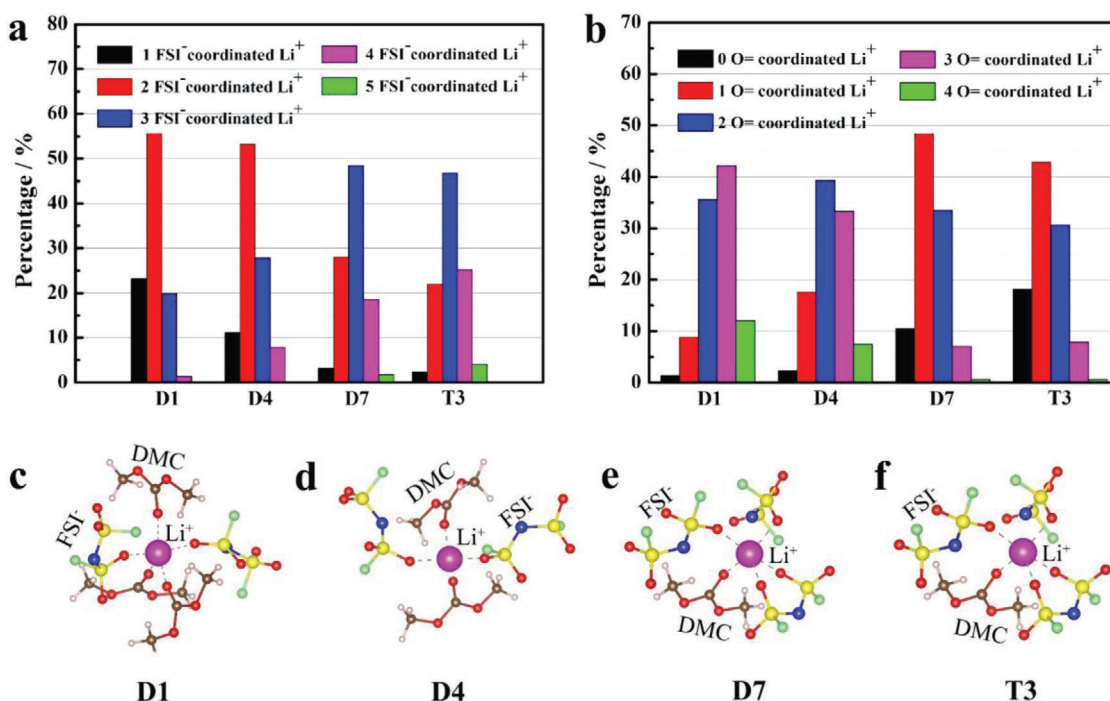 a
80
70
60
50
40
30
20
10
0
Percentage / %
1 FSI⁻coordinated Li⁺
2 FSI⁻coordinated Li⁺
3 FSI⁻coordinated Li⁺
4 FSI⁻coordinated Li⁺
5 FSI⁻coordinated Li⁺
D1 D4 D7 T3
b
70
60
50
40
30
20
10
0
Percentage / %
0 O= coordinated Li⁺
1 O= coordinated Li⁺
2 O= coordinated Li⁺
3 O= coordinated Li⁺
4 O= coordinated Li⁺
D1 D4 D7 T3
c
DMC
FSI⁻
Li⁺
D1
d
DMC
FSI⁻
Li⁺
D4
e
FSI⁻
Li⁺
DMC
D7
f
FSI⁻
Li⁺
DMC
T3